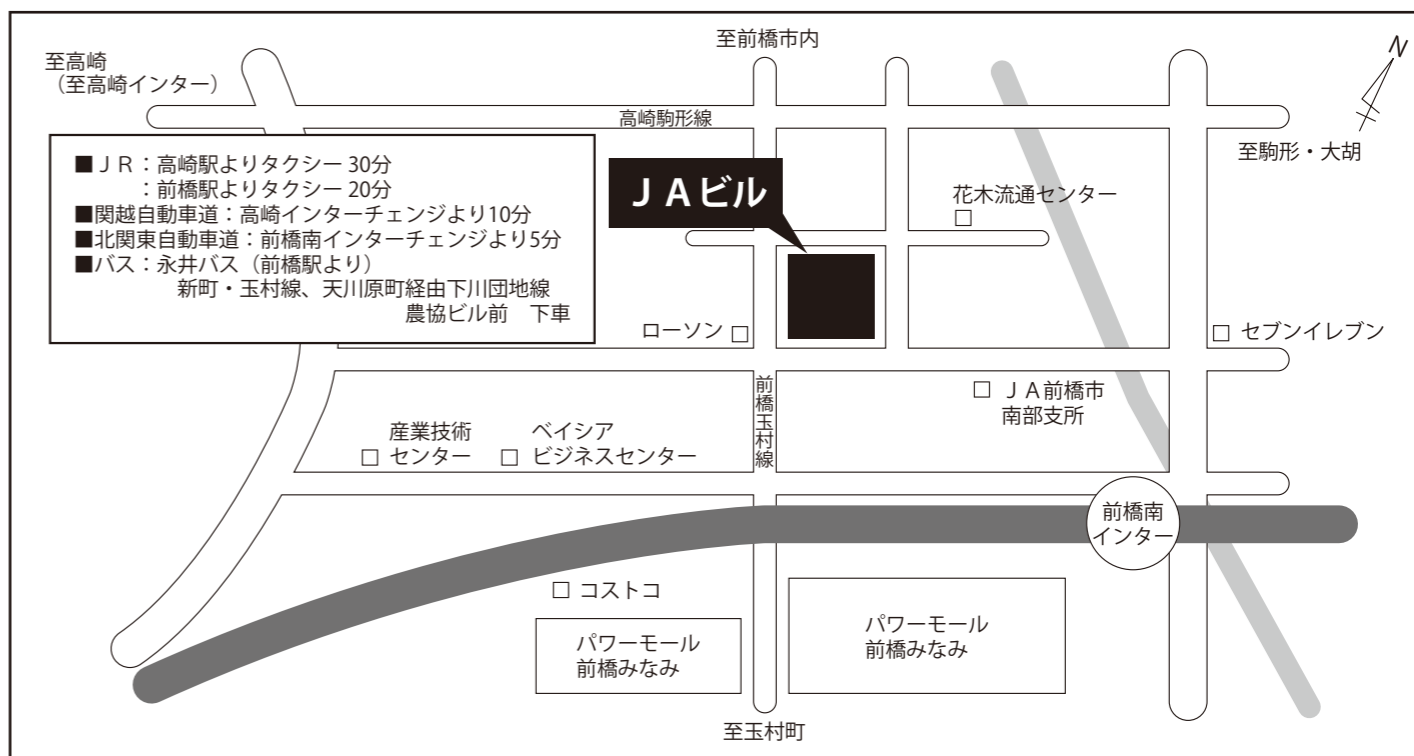 至前橋市内
N
至高崎
（至高崎インター）
高崎駒形線
至駒形・大胡
■ＪＲ：高崎駅よりタクシー 30分
：前橋駅よりタクシー 20分
■関越自動車道：高崎インターチェンジより10分
■北関東自動車道：前橋南インターチェンジより5分
■バス：永井バス（前橋駅より）
新町・玉村線、天川原町経由下川団地線
農協ビル前　下車
ＪＡビル
花木流通センター
□
ローソン □
□ セブンイレブン
前橋玉村線
□ ＪＡ前橋市
南部支所
産業技術
□ センター
ベイシア
□ ビジネスセンター
前橋南
インター
□ コストコ
パワーモール
前橋みなみ
パワーモール
前橋みなみ
至玉村町